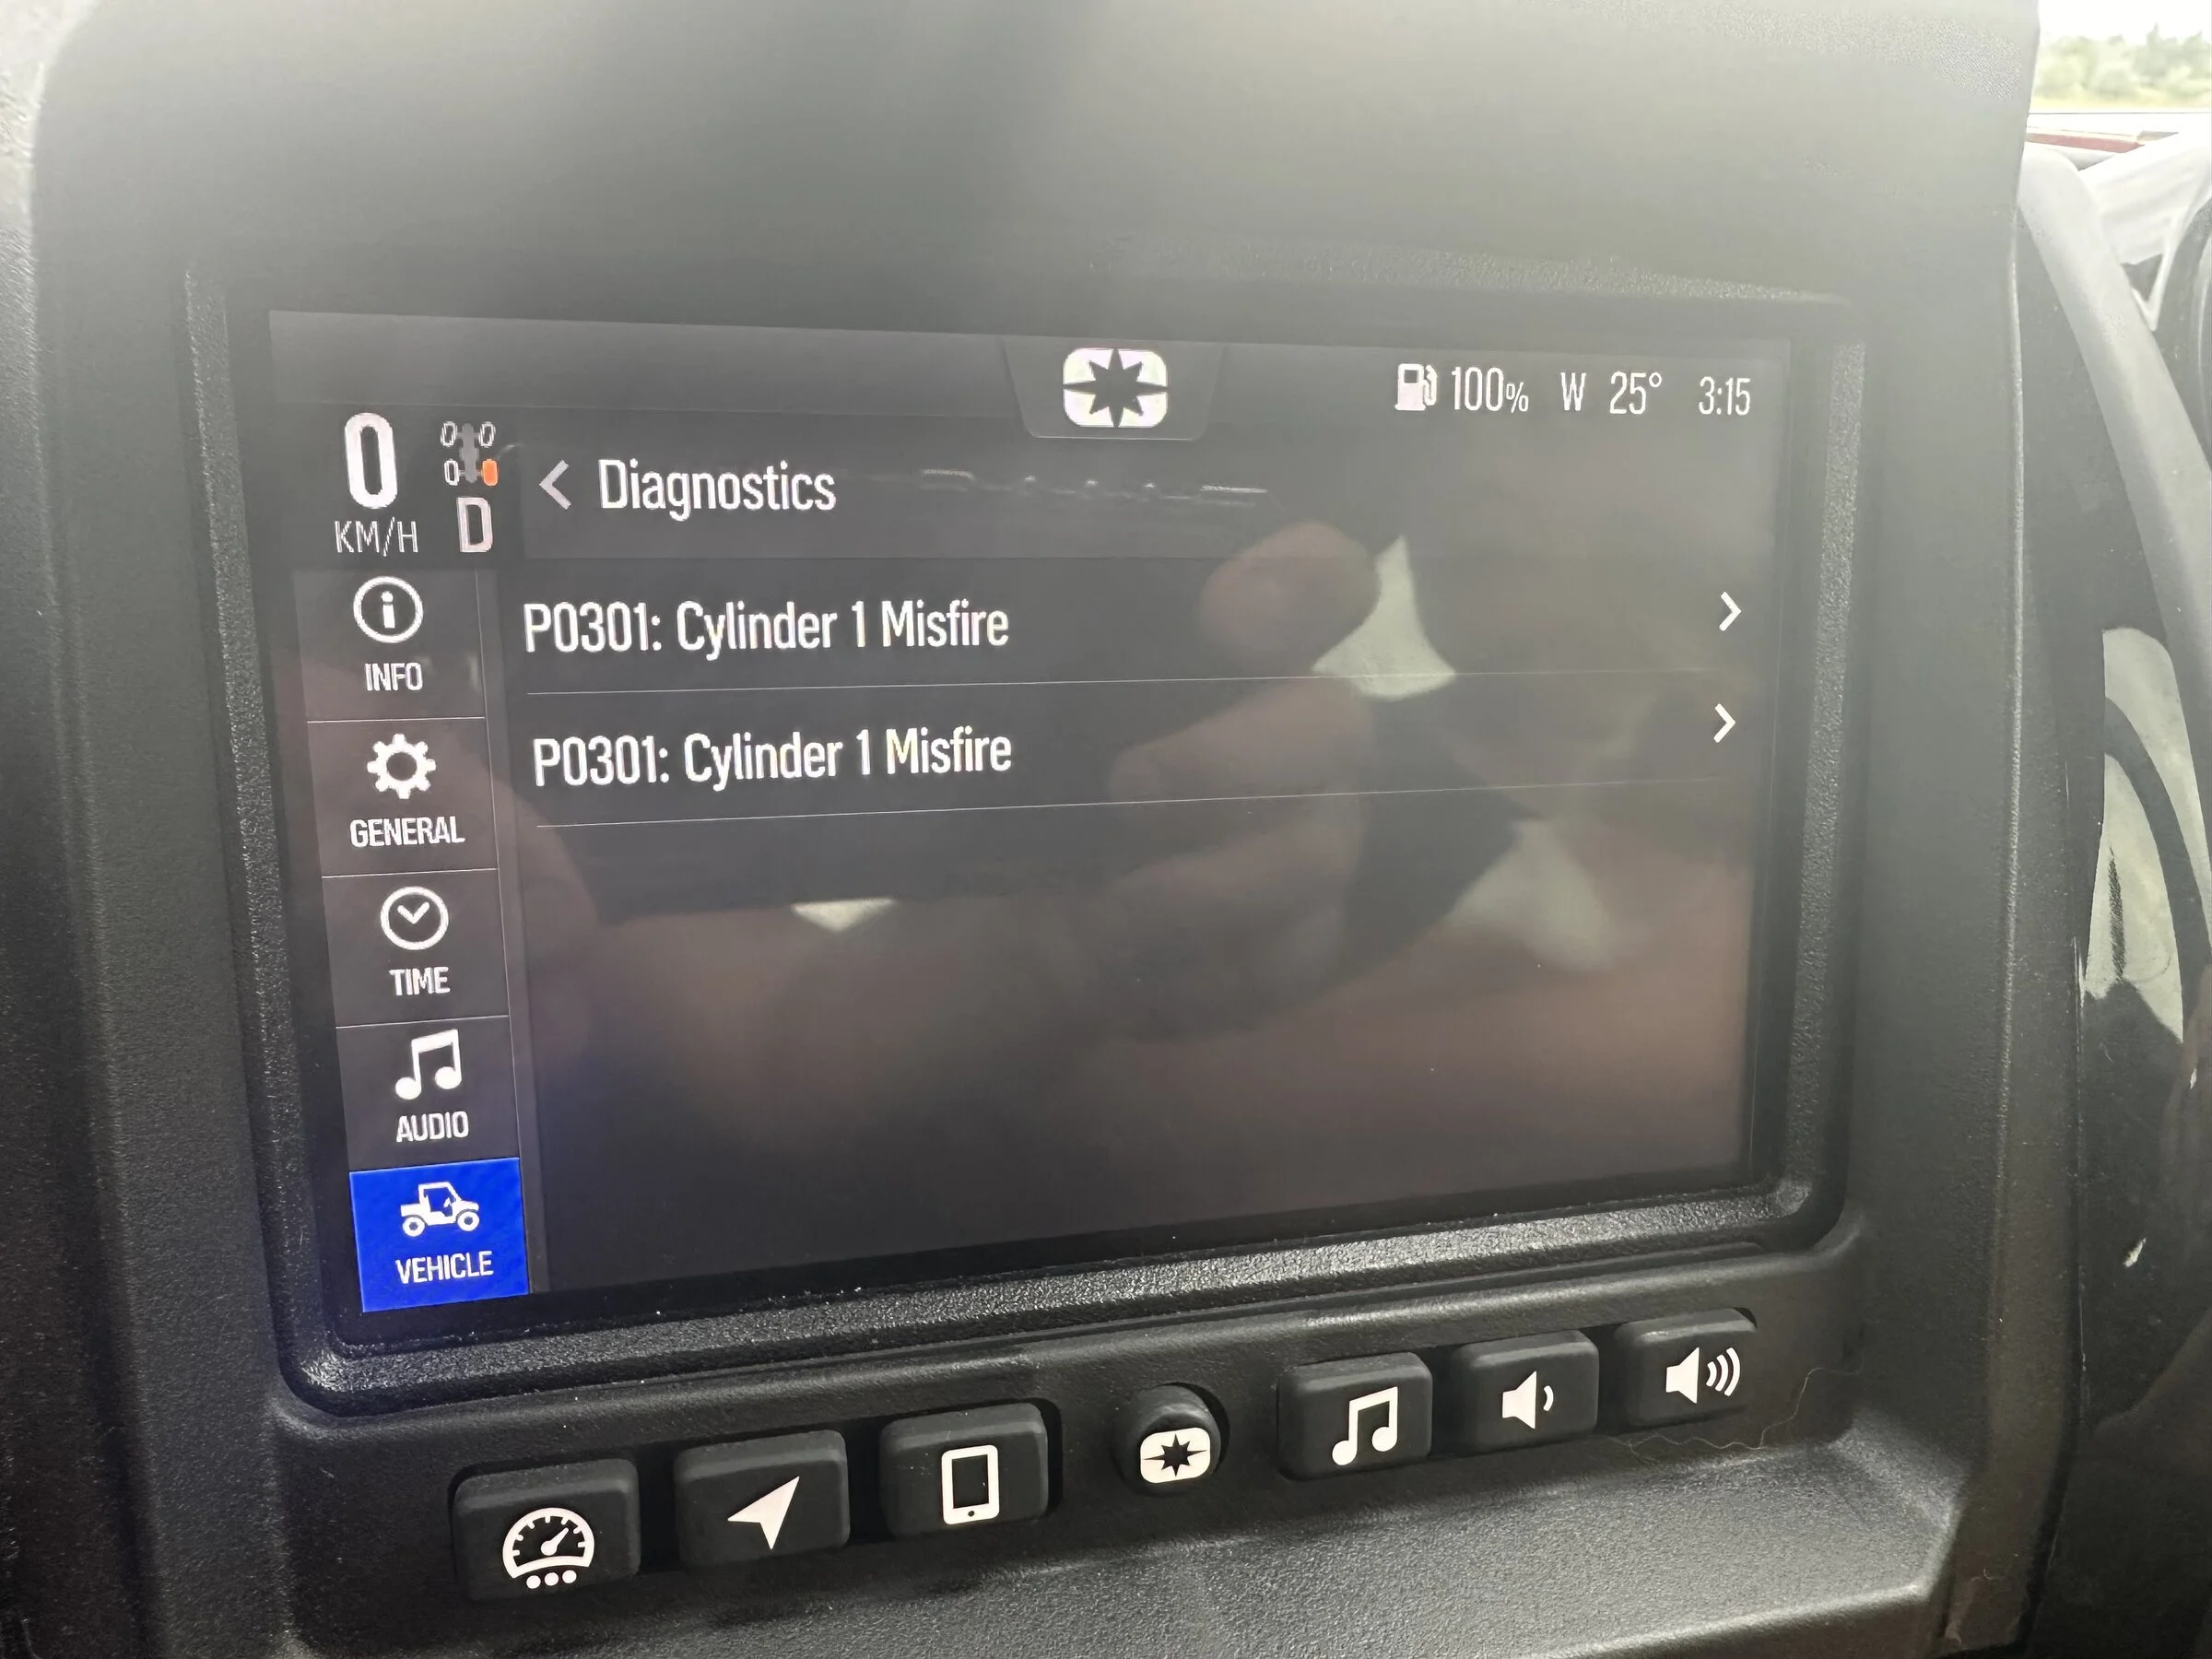 100% W 25° 3:15
0
KM/H
D
Diagnostics
P0301: Cylinder 1 Misfire
P0301: Cylinder 1 Misfire
INFO
GENERAL
TIME
AUDIO
VEHICLE